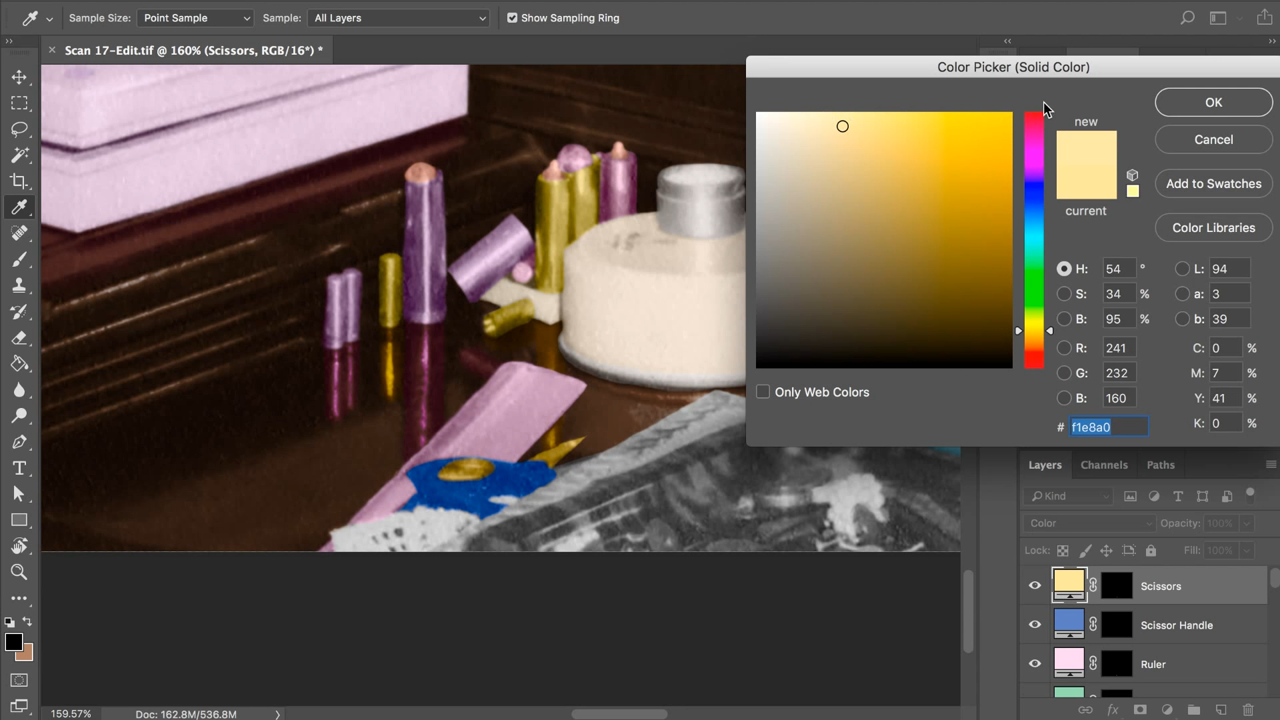 Sample Size: Point Sample Sample: All Layers Show Sampling Ring
Scan 17-Edit.tif @ 160% (Scissors, RGB/16*) *
Color Picker (Solid Color)
new
current
OK
Cancel
Add to Swatches
Color Libraries
H: 54 ° L: 94
S: 34 % a: 3
B: 95 % b: 39
R: 241 C: 0 %
G: 232 M: 7 %
B: 160 Y: 41 %
# f1e8a0 K: 0 %
Only Web Colors
Layers Channels Paths
Kind
Color Opacity: 100%
Lock: Fill: 100%
Scissors
Scissor Handle
Ruler
159.57% Doc: 162.8M/536.8M